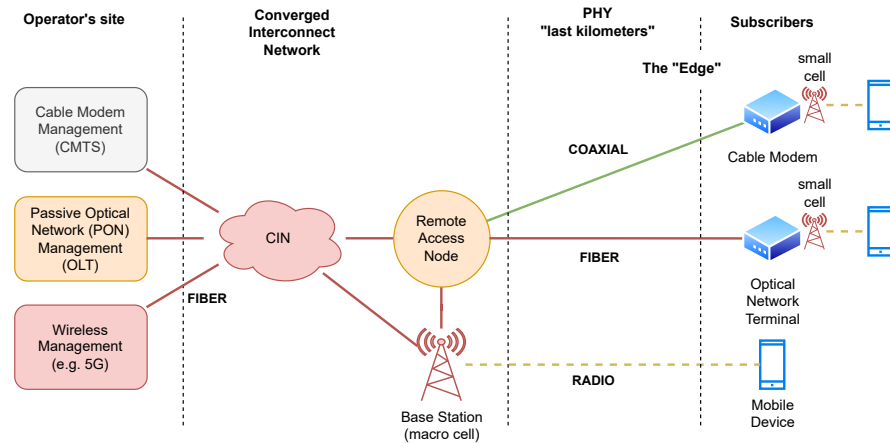 Operator's site
Converged
Interconnect
Network
PHY
"last kilometers"
Subscribers
The "Edge"
small
cell
Cable Modem
Management
(CMTS)
COAXIAL
Cable Modem
small
cell
Passive Optical
Network (PON)
Management
(OLT)
CIN
Remote
Access
Node
FIBER
FIBER
Optical
Network
Terminal
Wireless
Management
(e.g. 5G)
RADIO
Base Station
(macro cell)
Mobile
Device